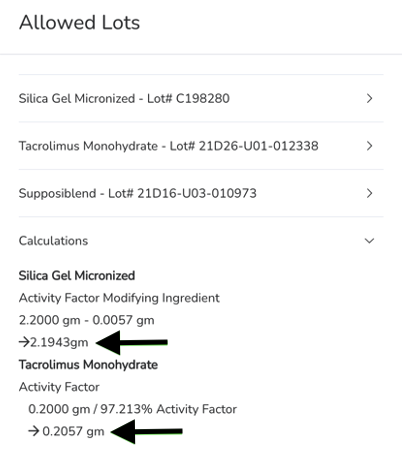 Allowed Lots
Silica Gel Micronized - Lot# C198280
Tacrolimus Monohydrate - Lot# 21D26-U01-012338
Supposiblend - Lot# 21D16-U03-010973
Calculations
Silica Gel Micronized
Activity Factor Modifying Ingredient
2.2000 gm - 0.0057 gm
→2.1943gm
Tacrolimus Monohydrate
Activity Factor
0.2000 gm / 97.213% Activity Factor
→ 0.2057 gm